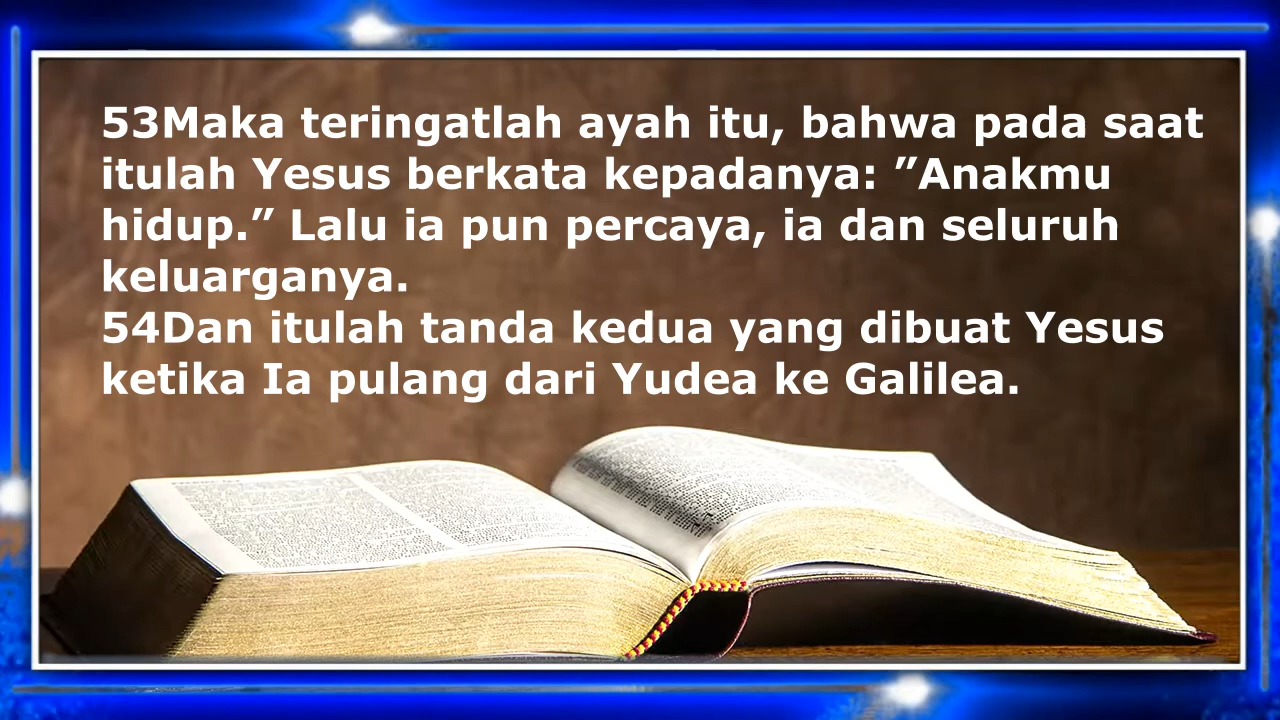 53Maka teringatlah ayah itu, bahwa pada saat
itulah Yesus berkata kepadanya: ”Anakmu
hidup.” Lalu ia pun percaya, ia dan seluruh
keluarganya.
54Dan itulah tanda kedua yang dibuat Yesus
ketika Ia pulang dari Yudea ke Galilea.